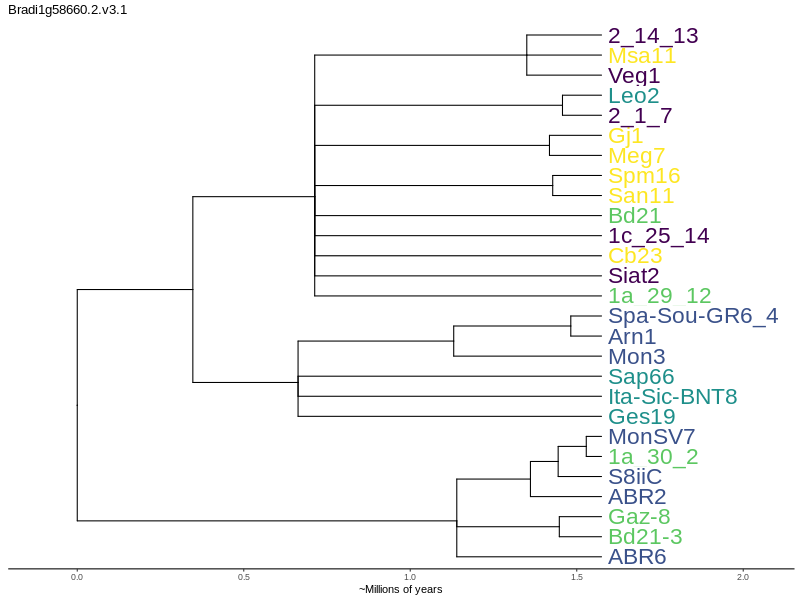 Bradi1g58660.2.v3.1
2_14_13
Msa11
Veg1
Leo2
2_1_7
Gj1
Meg7
Spm16
San11
Bd21
1c_25_14
Cb23
Siat2
1a_29_12
Spa-Sou-GR6_4
Arn1
Mon3
Sap66
Ita-Sic-BNT8
Ges19
MonSV7
1a_30_2
S8iiC
ABR2
Gaz-8
Bd21-3
ABR6
0.0 0.5 1.0 1.5 2.0
~Millions of years